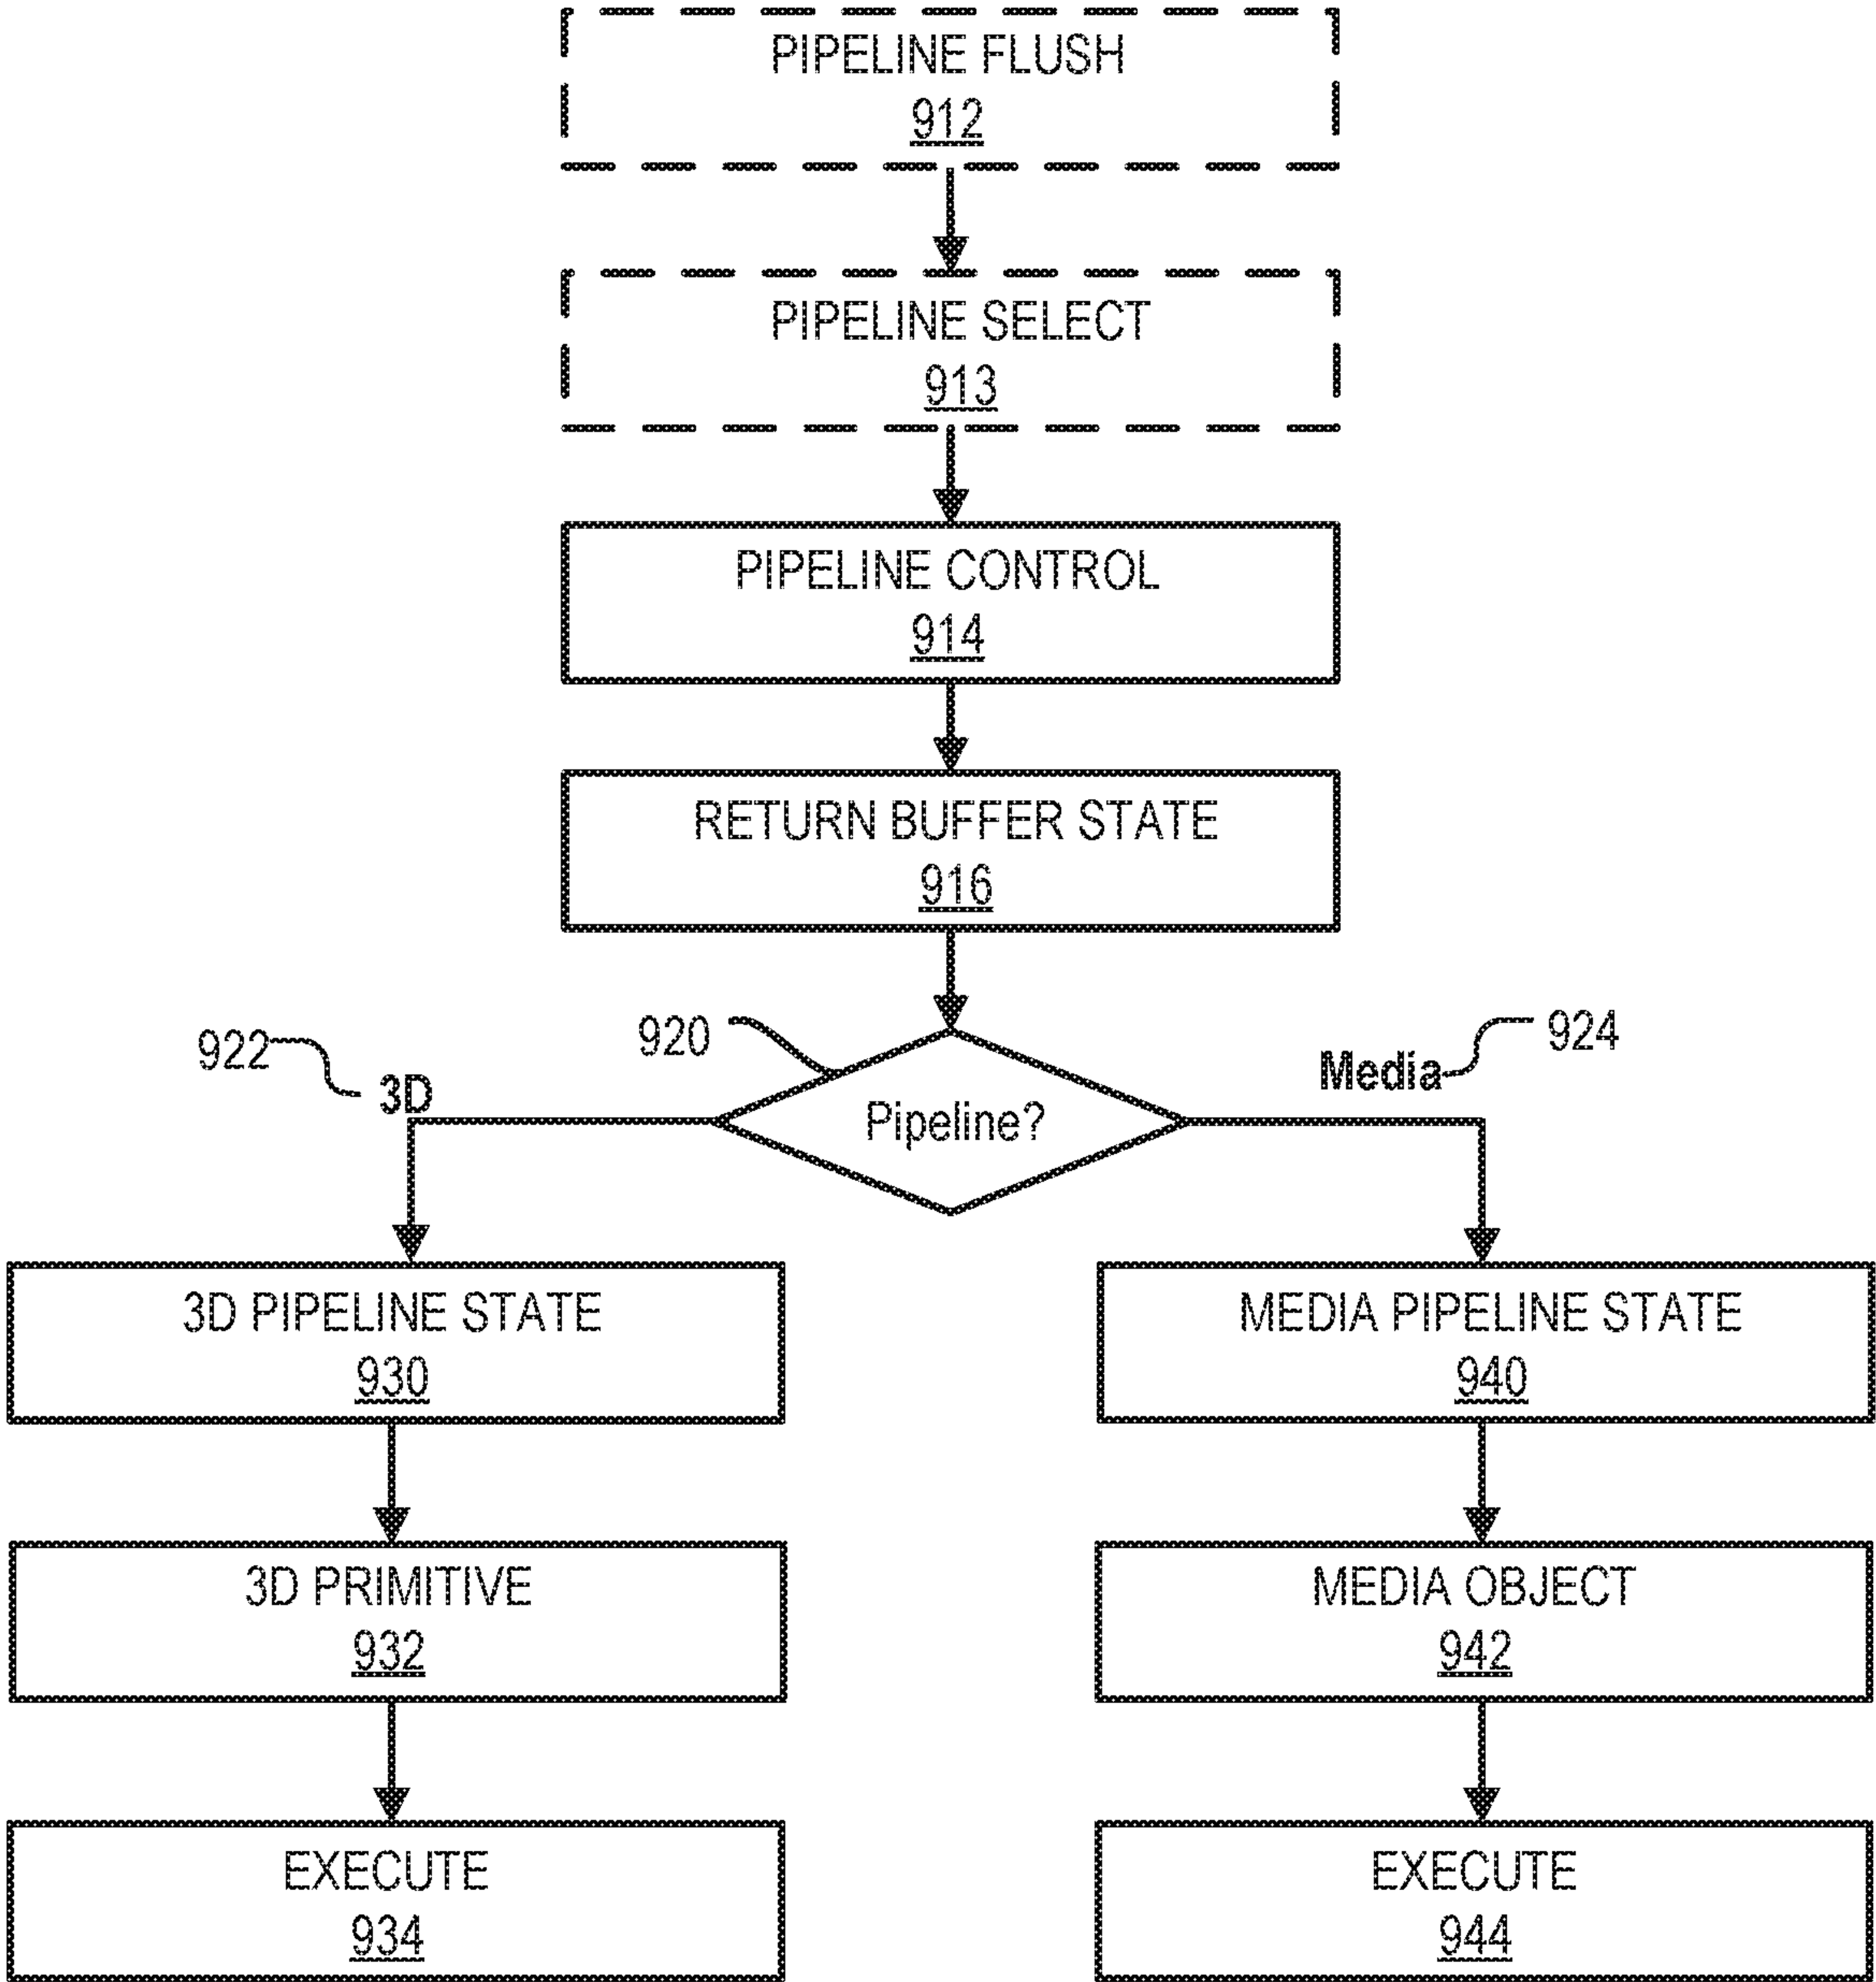 PIPELINE FLUSH
912
PIPELINE SELECT
913
PIPELINE CONTROL
914
RETURN BUFFER STATE
916
922
3D
920
Pipeline?
Media
924
3D PIPELINE STATE
930
MEDIA PIPELINE STATE
940
3D PRIMITIVE
932
MEDIA OBJECT
942
EXECUTE
934
EXECUTE
944